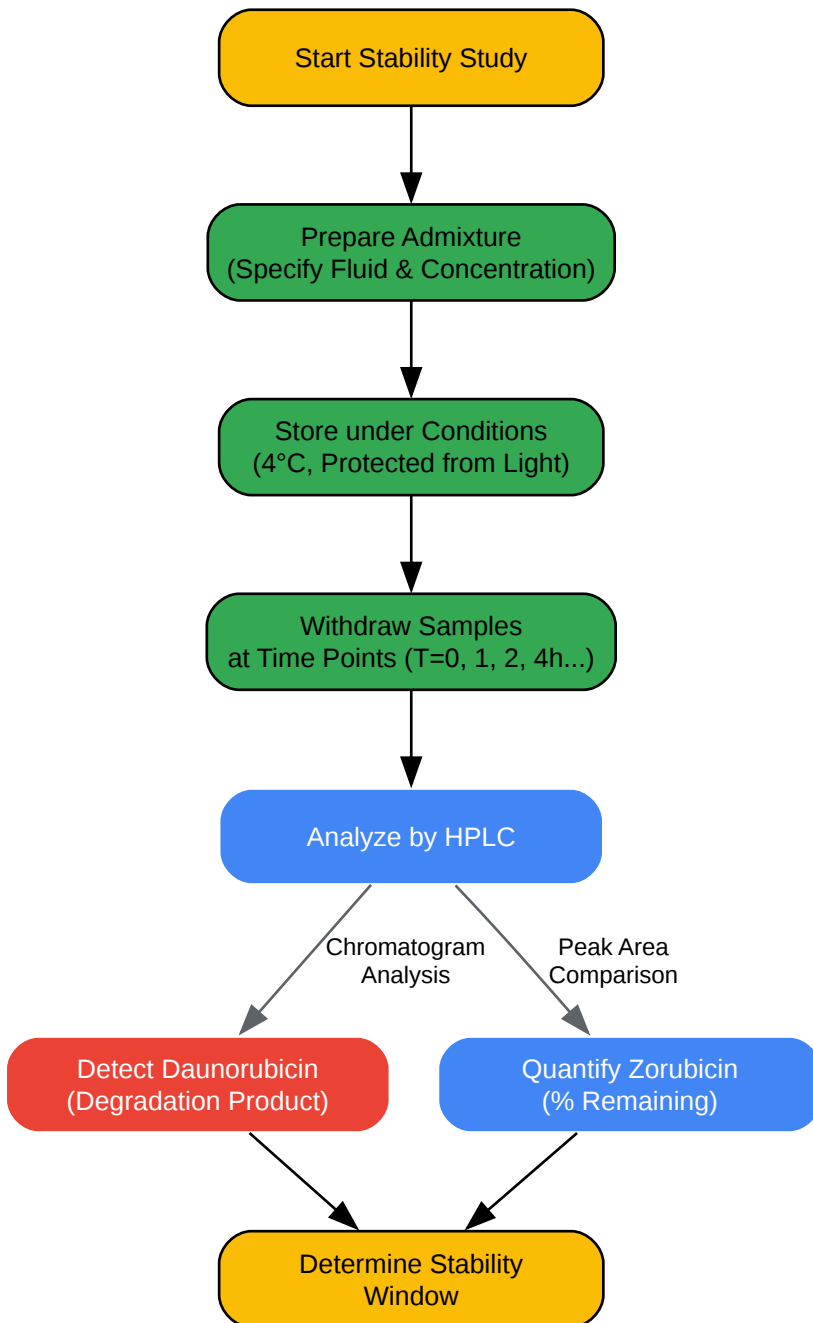 Start Stability Study
Prepare Admixture
(Specify Fluid & Concentration)
Store under Conditions
(4°C, Protected from Light)
Withdraw Samples
at Time Points (T=0, 1, 2, 4h...)
Analyze by HPLC
Chromatogram
Analysis
Peak Area
Comparison
Detect Daunorubicin
(Degradation Product)
Quantify Zorubicin
(% Remaining)
Determine Stability
Window